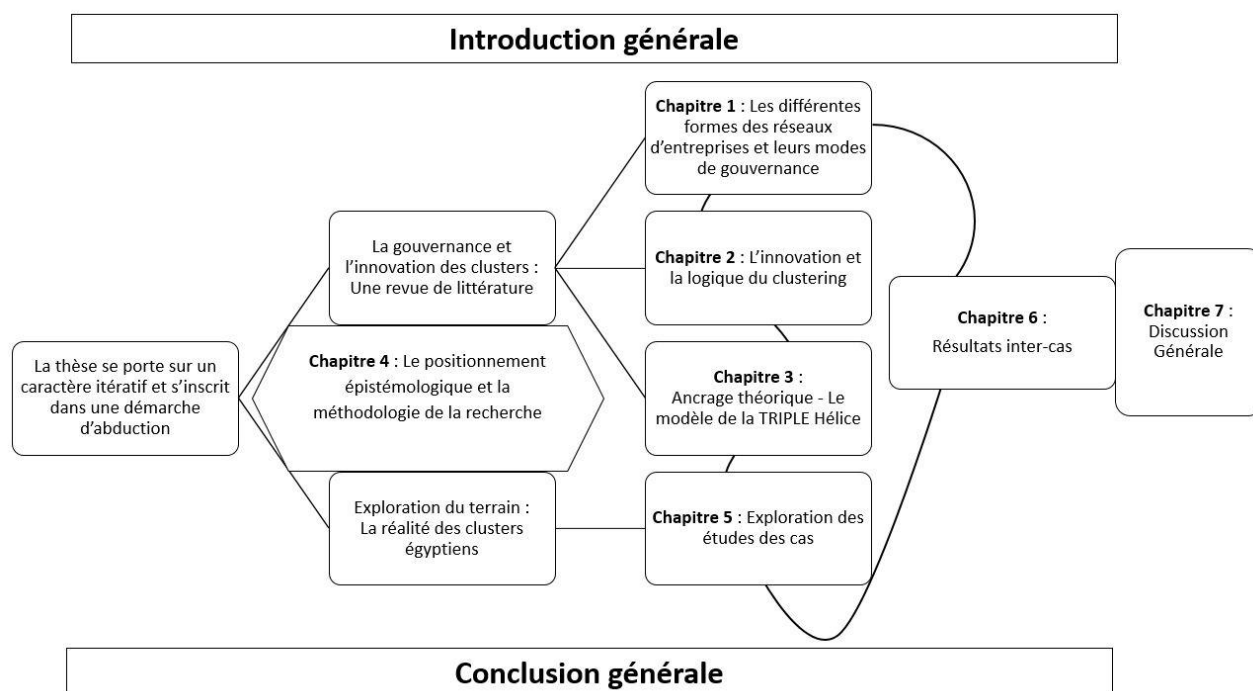 Introduction générale
La thèse se porte sur un
caractère itératif et s'inscrit
dans une démarche
d'abduction
La gouvernance et
l'innovation des clusters :
Une revue de littérature
Chapitre 4 : Le positionnement
épistémologique et la
méthodologie de la recherche
Exploration du terrain :
La réalité des clusters
égyptiens
Chapitre 1 : Les différentes
formes des réseaux
d'entreprises et leurs modes
de gouvernance
Chapitre 2 : L'innovation et
la logique du clustering
Chapitre 3 :
Ancrage théorique - Le
modèle de la TRIPLE Hélice
Chapitre 5 : Exploration des
études des cas
Chapitre 6 :
Résultats inter-cas
Chapitre 7 :
Discussion
Générale
Conclusion générale